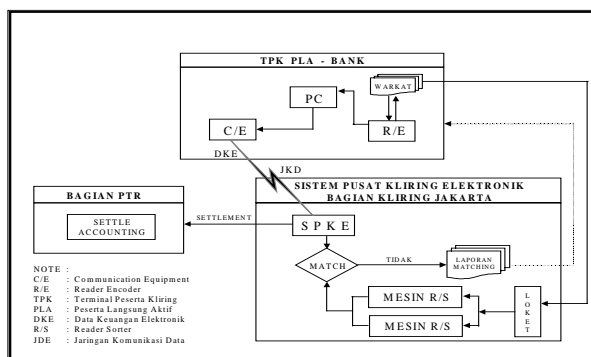 TPK PLA - BANK
WARKAT
PC
C/E
R/E
DKE
JKD
SISTEM PUSAT KLIRING ELEKTRONIK
BAGIAN KLIRING JAKARTA
BAGIAN PTR
SETTLE
ACCOUNTING
SETTLEMENT
S P K E
MATCH
TIDAK
LAPORAN
MATCHING
MESIN R/S
MESIN R/S
LOKET
NOTE :
C/E : Communication Equipment
R/E : Reader Encoder
TPK : Terminal Peserta Kliring
PLA : Peserta Langsung Aktif
DKE : Data Keuangan Elektronik
R/S : Reader Sorter
JDE : Jaringan Komunikasi Data